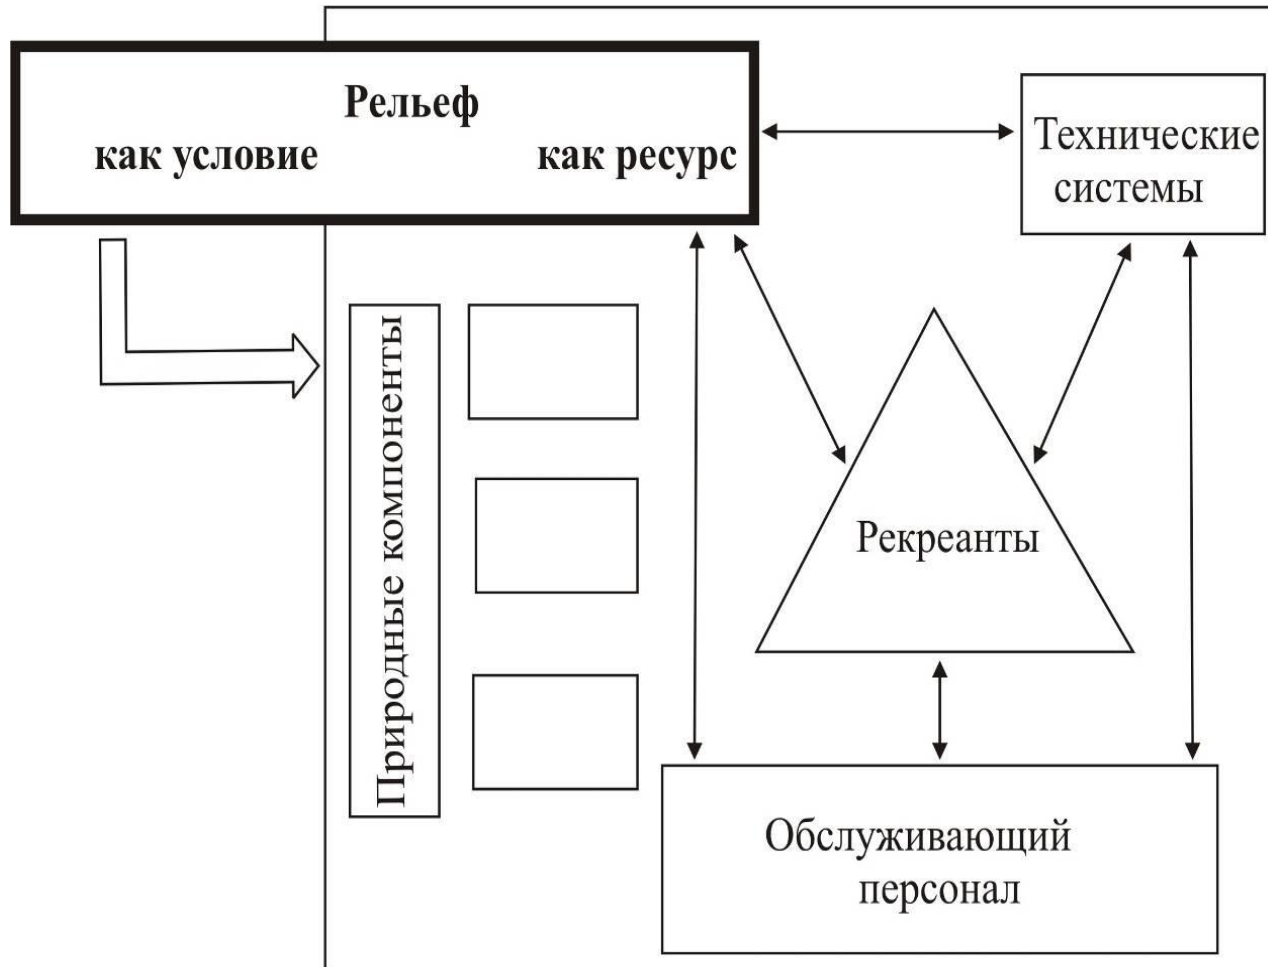 Рельеф
как условие как ресурс
Технические
системы
Природные компоненты
Рекреанты
Обслуживающий
персонал